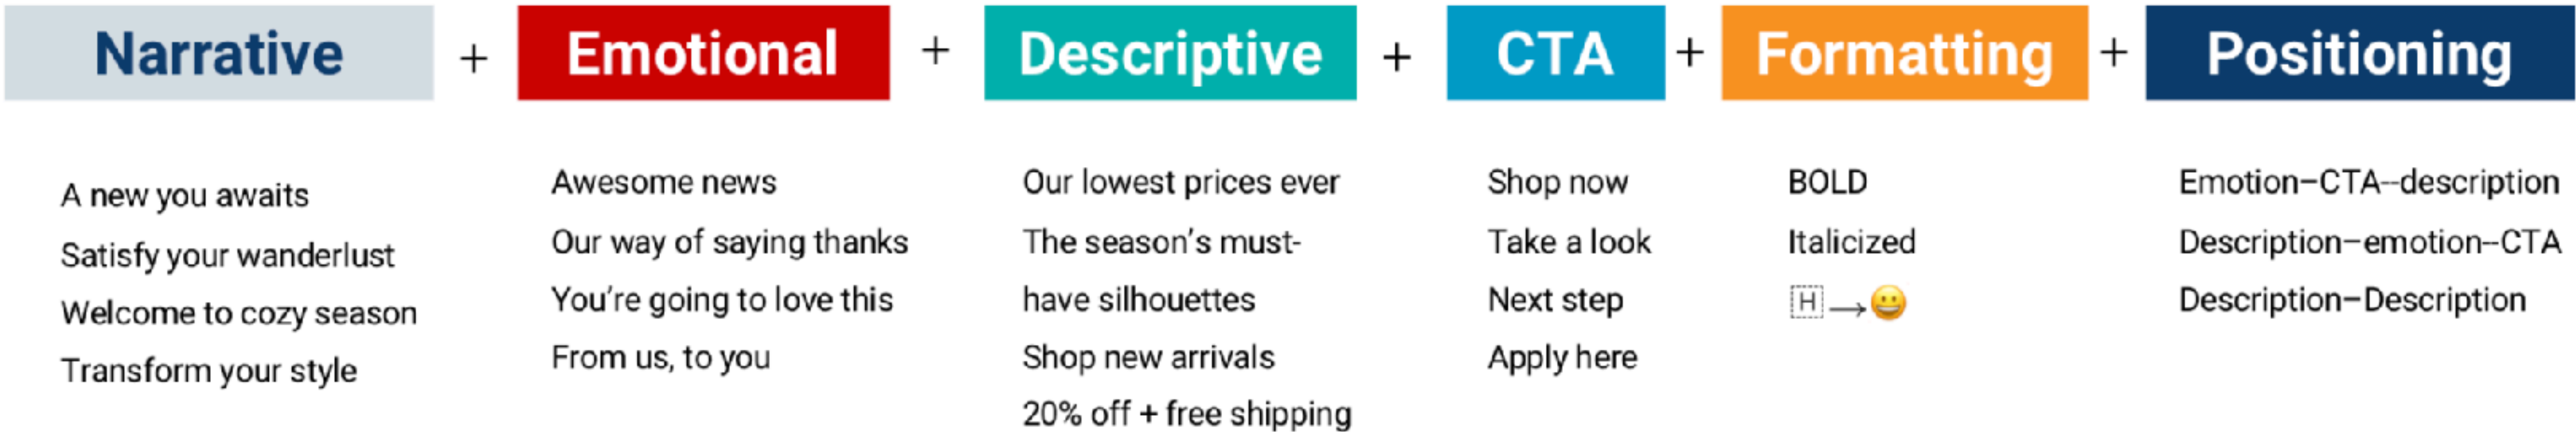 Narrative + Emotional + Descriptive + CTA + Formatting + Positioning
A new you awaits
Satisfy your wanderlust
Welcome to cozy season
Transform your style
Awesome news
Our way of saying thanks
You’re going to love this
From us, to you
Our lowest prices ever
The season’s must-
have silhouettes
Shop new arrivals
20% off + free shipping
Shop now
Take a look
Next step
Apply here
BOLD
Italicized
H→😀
Emotion–CTA--description
Description–emotion--CTA
Description–Description